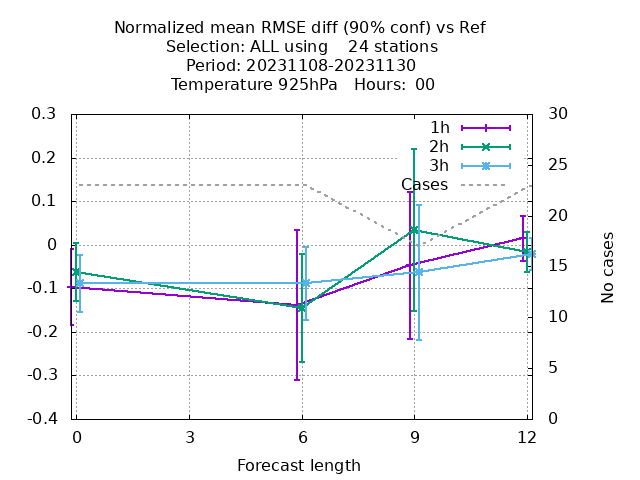 Normalized mean RMSE diff (90% conf) vs Ref
Selection: ALL using    24 stations
Period: 20231108-20231130
Temperature 925hPa   Hours: 00
0.3
0.2
0.1
0
-0.1
-0.2
-0.3
-0.4
30
25
20
15
10
5
0
1h
2h
3h
Cases
0
3
6
9
12
No cases
Forecast length